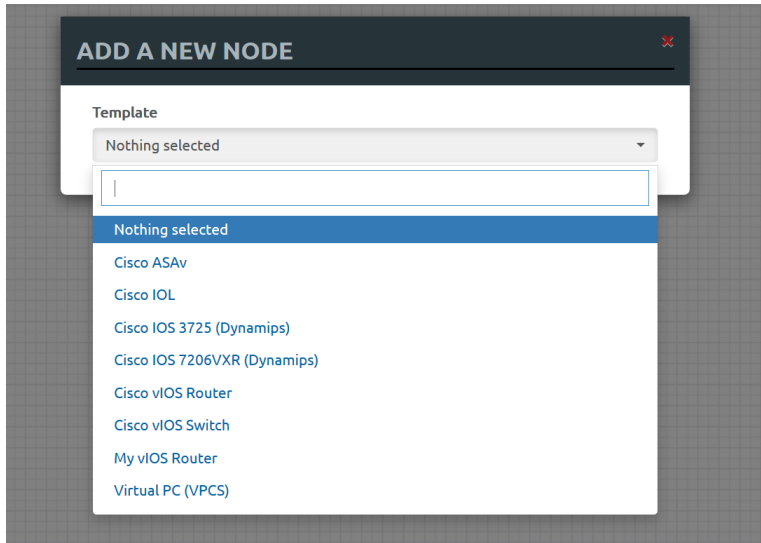 ADD A NEW NODE
Template
Nothing selected
Nothing selected
Cisco ASAv
Cisco IOL
Cisco IOS 3725 (Dynamips)
Cisco IOS 7206VXR (Dynamips)
Cisco vIOS Router
Cisco vIOS Switch
My vIOS Router
Virtual PC (VPCS)